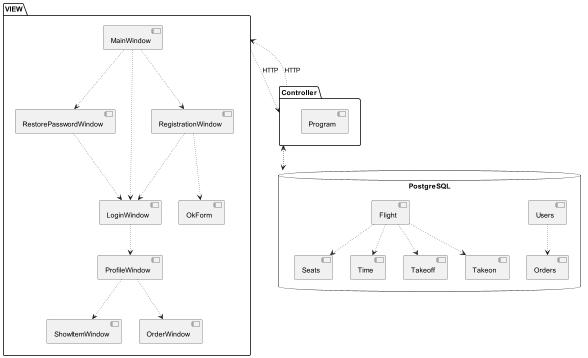 VIEW
MainWindow
HTTP
HTTP
Controller
Program
RestorePasswordWindow
RegistrationWindow
PostgreSQL
LoginWindow
OkForm
Flight
Users
ProfileWindow
Seats
Time
Takeoff
Takeon
Orders
ShowItemWindow
OrderWindow